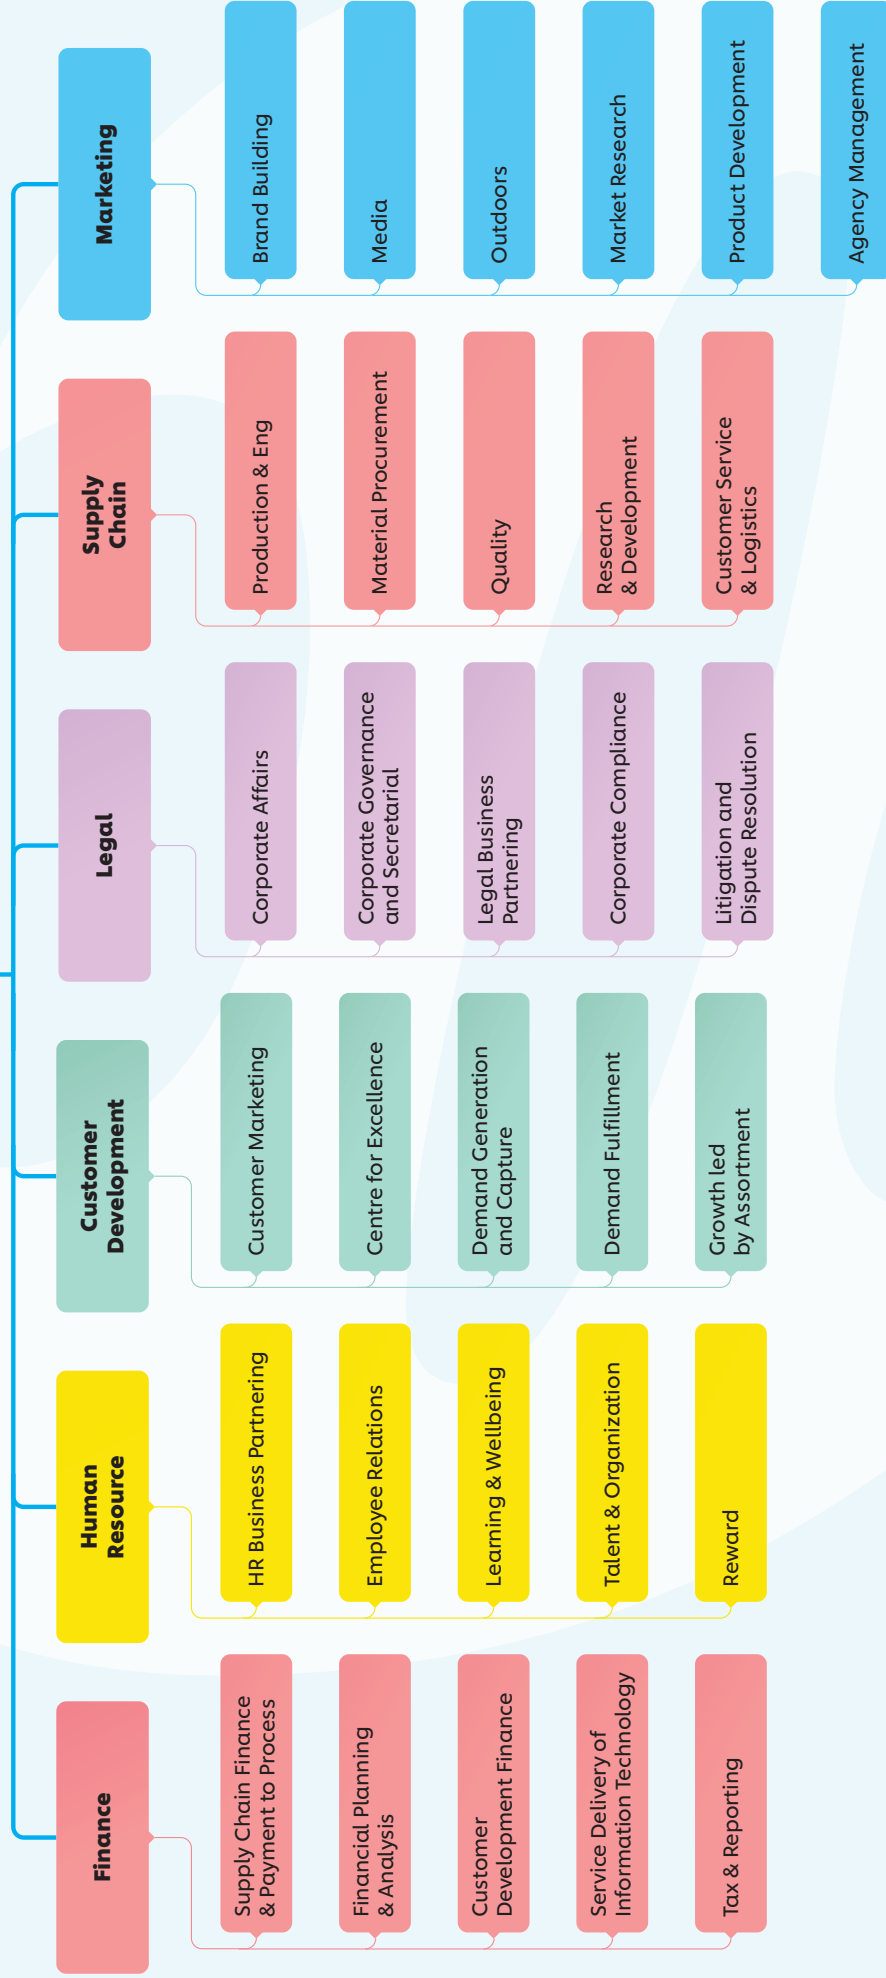 Finance
Supply Chain Finance
& Payment to Process
Financial Planning
& Analysis
Customer
Development Finance
Service Delivery of
Information Technology
Tax & Reporting
Human
Resource
HR Business Partnering
Employee Relations
Learning & Wellbeing
Talent & Organization
Reward
Customer
Development
Customer Marketing
Centre for Excellence
Demand Generation
and Capture
Demand Fulfillment
Growth led
by Assortment
Legal
Corporate Affairs
Corporate Governance
and Secretarial
Legal Business
Partnering
Corporate Compliance
Litigation and
Dispute Resolution
Supply
Chain
Production & Eng
Material Procurement
Quality
Research
& Development
Customer Service
& Logistics
Marketing
Brand Building
Media
Outdoors
Market Research
Product Development
Agency Management